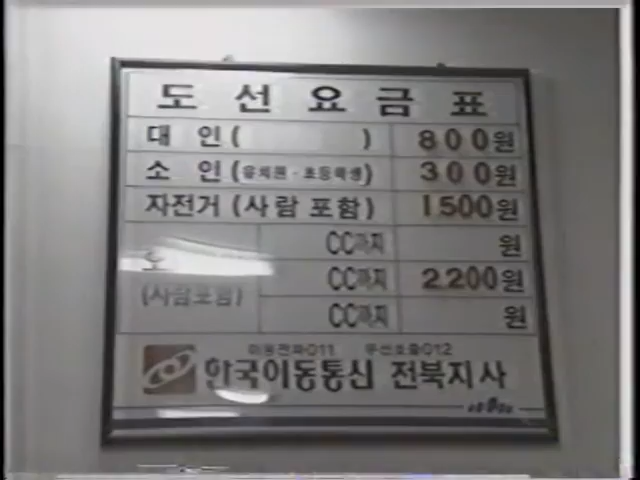 도선요금표
대 인 ( ) 800원
소 인 (유치원·초등학생) 300원
자전거 (사람 포함) 1500원
CC까지 원
(사람포함) CC까지 2,200원
CC까지 원
이동전화011 무선호출012
한국이동통신 전북지사